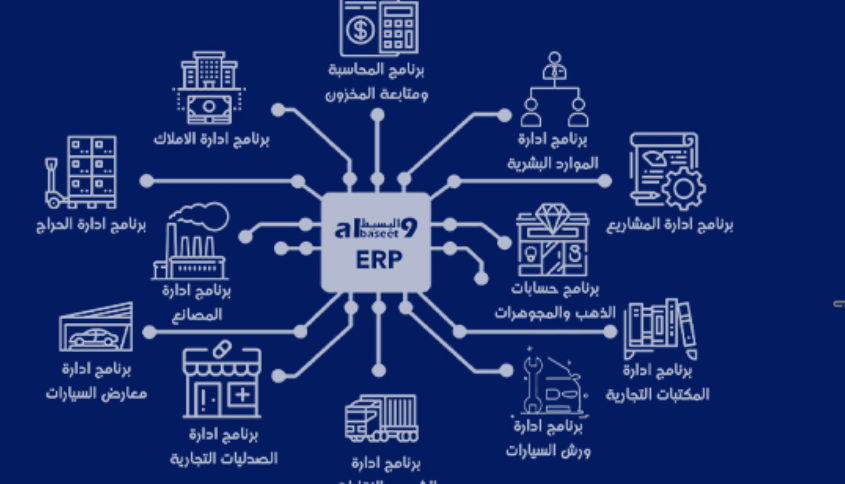 برنامج المحاسبة
ومتابعة المخزون
برنامج ادارة
الموارد البشرية
برنامج ادارة الاملاك
برنامج ادارة المشاريع
برنامج ادارة الحراج
al البسيط 9
baseet
ERP
برنامج حسابات
الذهب والمجوهرات
برنامج ادارة
المصانع
برنامج ادارة
المكتبات التجارية
برنامج ادارة
معارض السيارات
برنامج ادارة
ورش السيارات
برنامج ادارة
الصدليات التجارية
برنامج ادارة